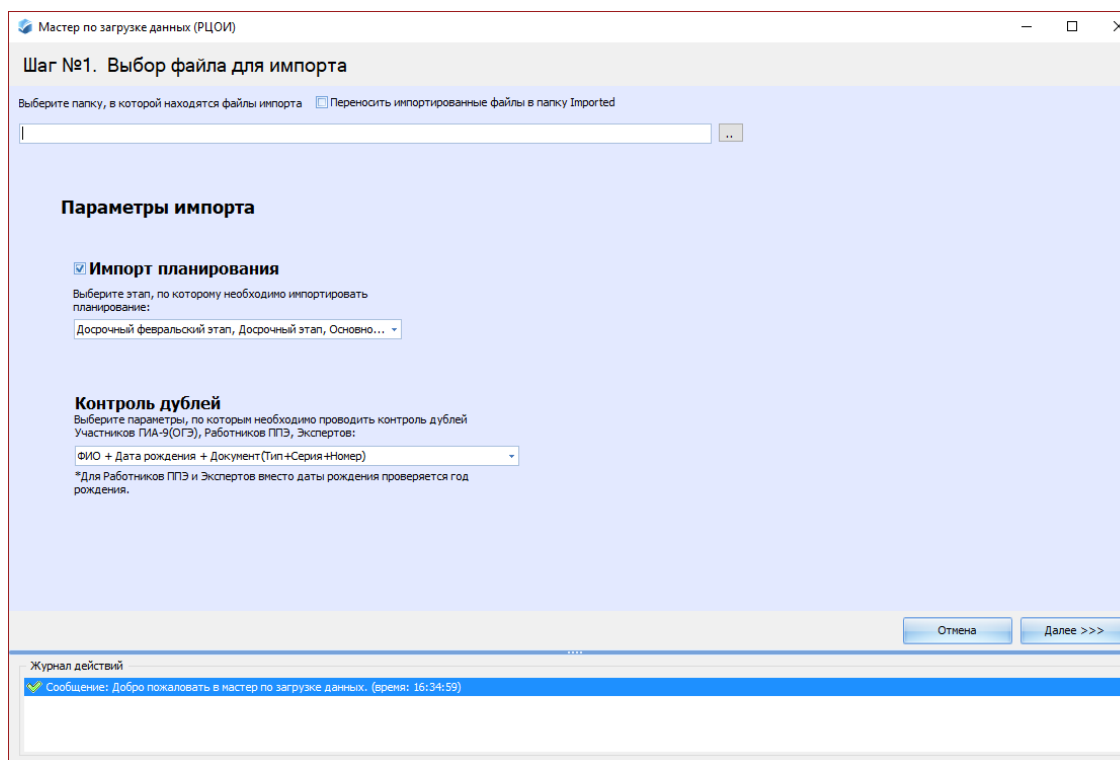 Мастер по загрузке данных (РЦОИ)
Шаг №1. Выбор файла для импорта
Выберите папку, в которой находятся файлы импорта Переносить импортированные файлы в папку Imported
..
Параметры импорта
Импорт планирования
Выберите этап, по которому необходимо импортировать
планирование:
Досрочный февральский этап, Досрочный этап, Основно...
Контроль дублей
Выберите параметры, по которым необходимо проводить контроль дублей
Участников ГИА-9(ОГЭ), Работников ППЭ, Экспертов:
ФИО + Дата рождения + Документ(Тип+Серия+Номер)
*Для Работников ППЭ и Экспертов вместо даты рождения проверяется год
рождения.
Отмена Далее >>>
Журнал действий
Сообщение: Добро пожаловать в мастер по загрузке данных. (время: 16:34:59)